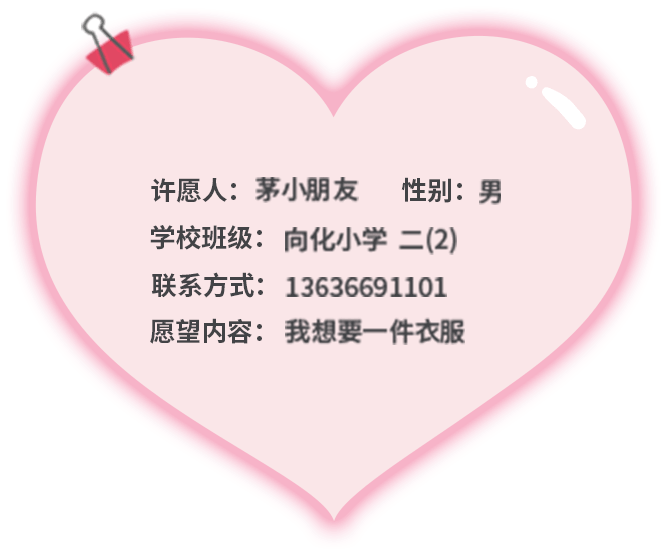 许愿人：茅小朋友 性别：男
学校班级：向化小学 二(2)
联系方式：13636691101
愿望内容：我想要一件衣服